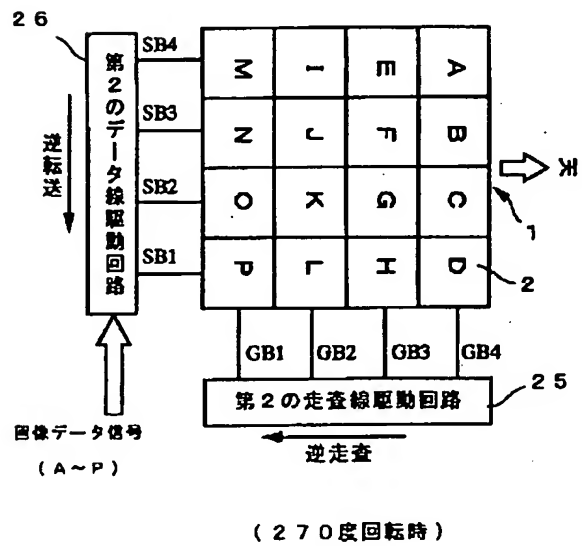 26
第2のデータ線駆動回路
逆転送
SB4
SB3
SB2
SB1
M I E A
N J F B
O K G C
P L H D
天
1
2
GB1 GB2 GB3 GB4
第2の走査線駆動回路
25
逆走査
画像データ信号
(A~P)
(270度回転時)